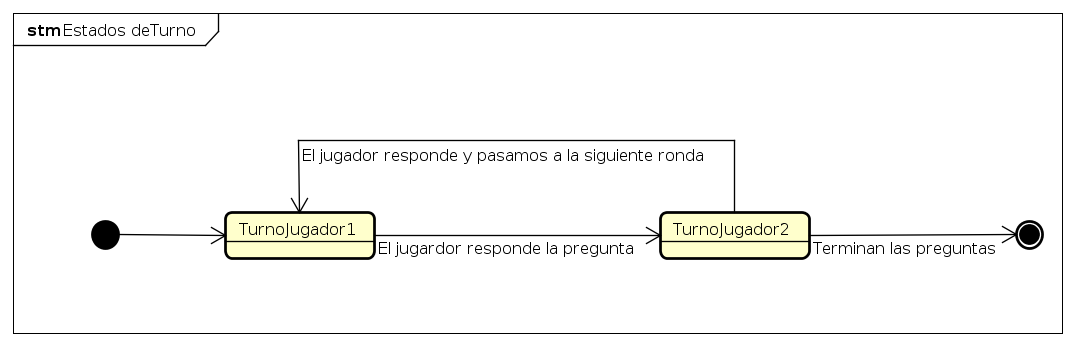 stm Estados deTurno
El jugador responde y pasamos a la siguiente ronda
TurnoJugador1
TurnoJugador2
El jugardor responde la pregunta
Terminan las preguntas